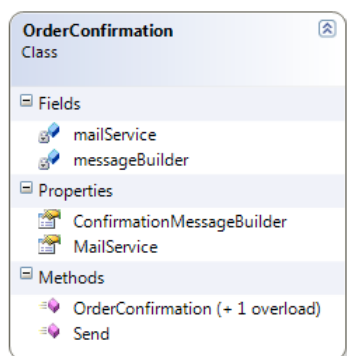 OrderConfirmation
Class
Fields
mailService
messageBuilder
Properties
ConfirmationMessageBuilder
MailService
Methods
OrderConfirmation (+ 1 overload)
Send